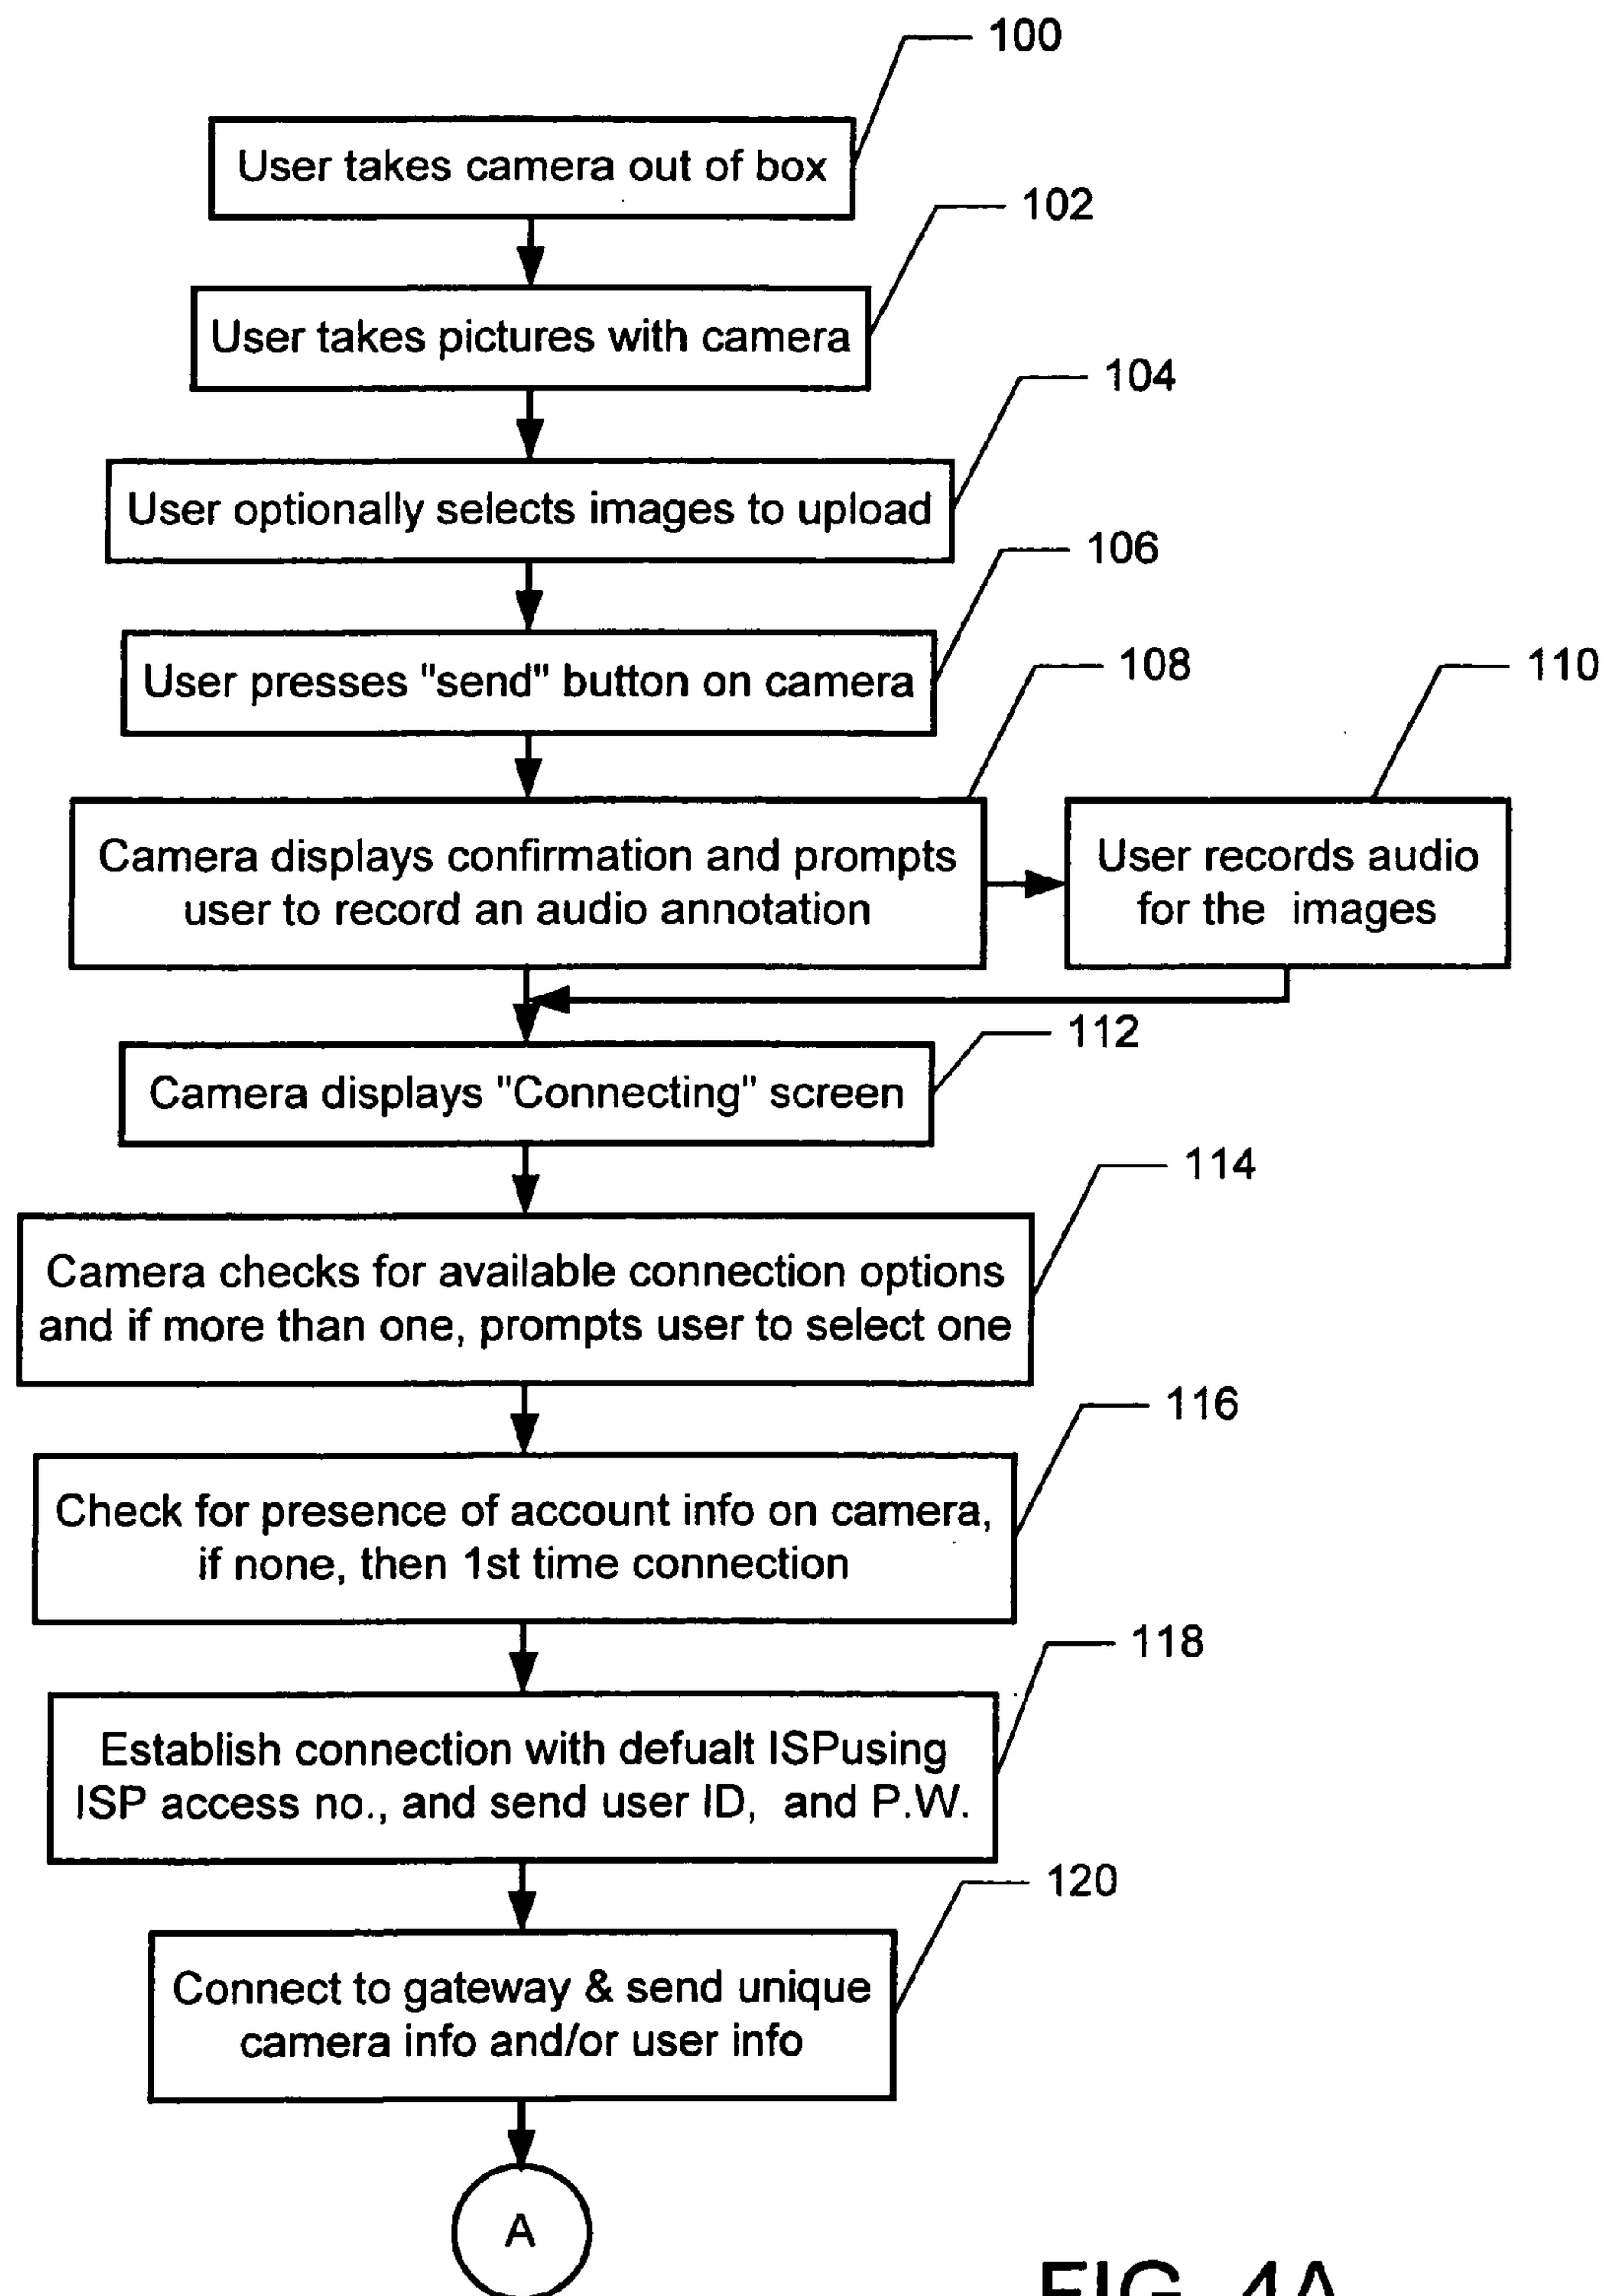 100
User takes camera out of box
102
User takes pictures with camera
104
User optionally selects images to upload
106
User presses "send" button on camera
108
110
Camera displays confirmation and prompts
user to record an audio annotation
User records audio
for the images
112
Camera displays "Connecting" screen
114
Camera checks for available connection options
and if more than one, prompts user to select one
116
Check for presence of account info on camera,
if none, then 1st time connection
118
Establish connection with defualt ISPusing
ISP access no., and send user ID, and P.W.
120
Connect to gateway & send unique
camera info and/or user info
A
FIG. 4A